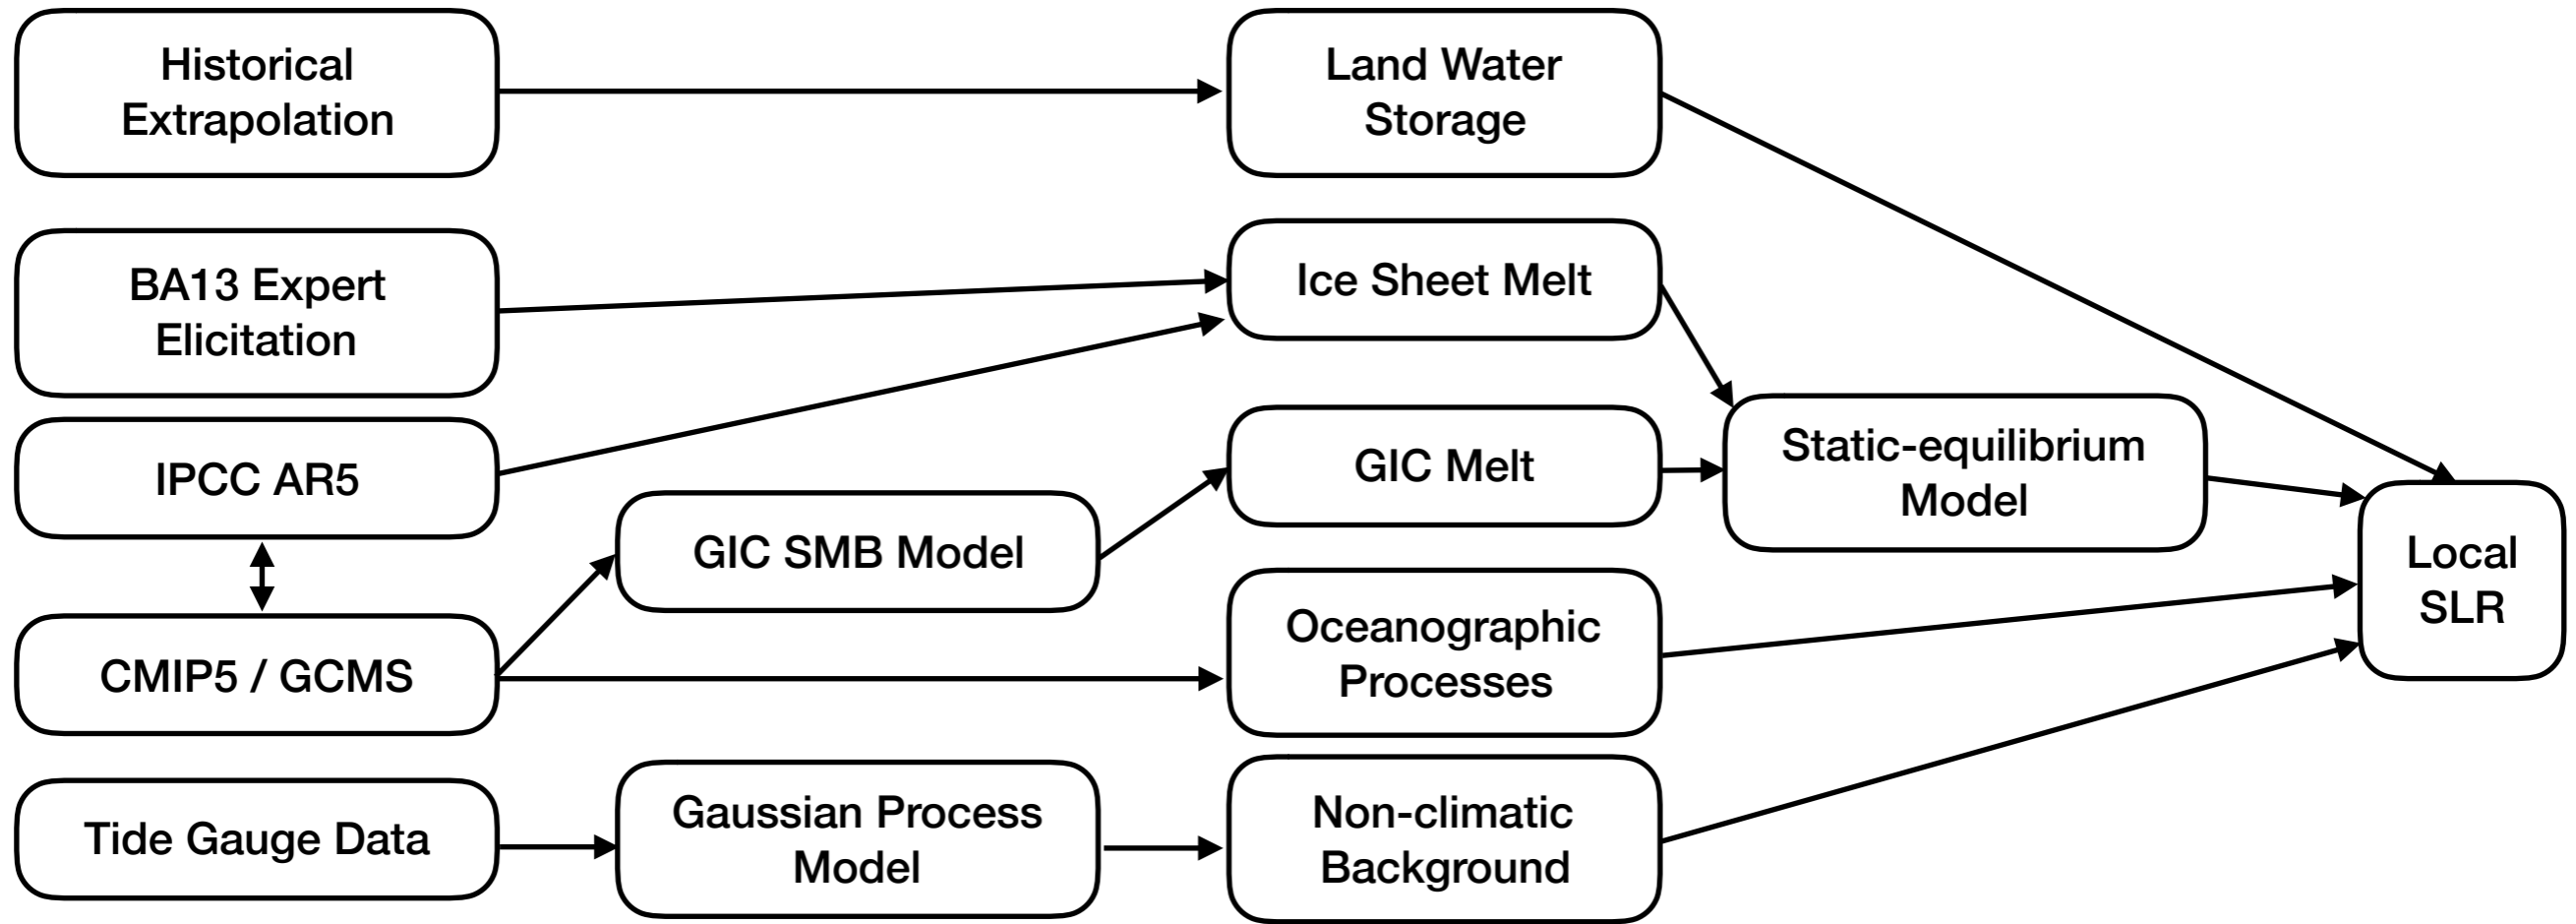 Historical
Extrapolation
Land Water
Storage
BA13 Expert
Elicitation
Ice Sheet Melt
IPCC AR5
GIC Melt
Static-equilibrium
Model
GIC SMB Model
Local
SLR
CMIP5 / GCMS
Oceanographic
Processes
Tide Gauge Data
Gaussian Process
Model
Non-climatic
Background